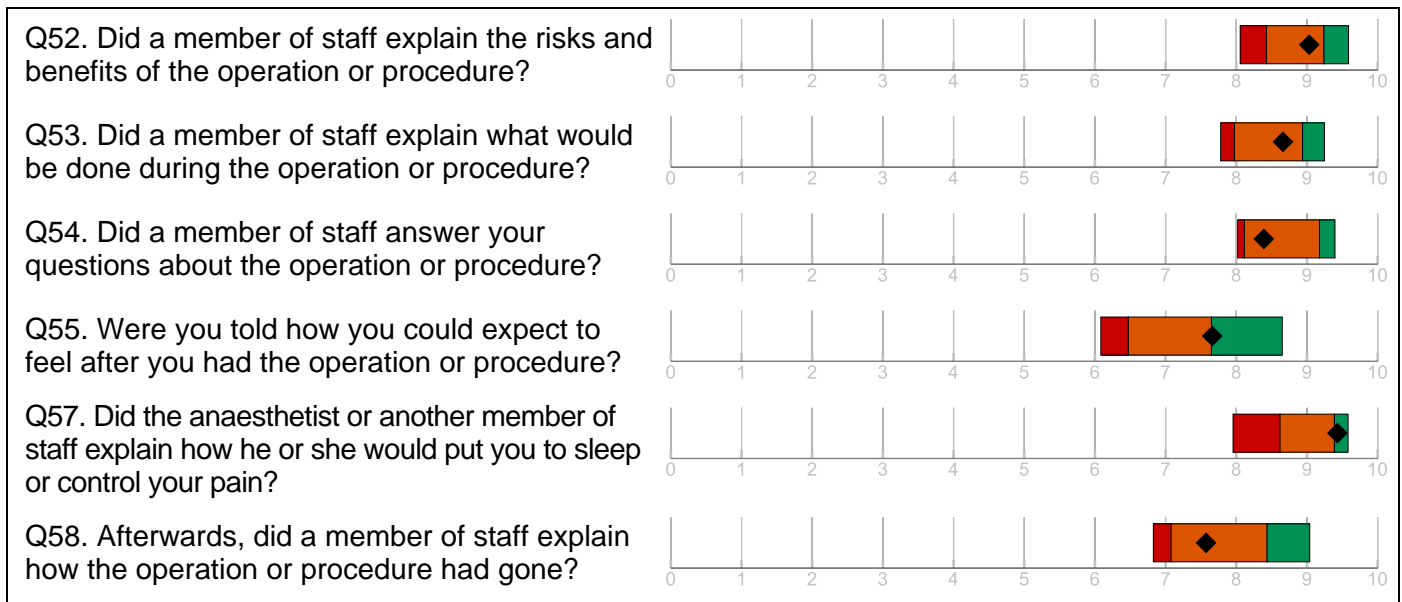 Q52. Did a member of staff explain the risks and
benefits of the operation or procedure?
0 1 2 3 4 5 6 7 8 9 10
Q53. Did a member of staff explain what would
be done during the operation or procedure?
0 1 2 3 4 5 6 7 8 9 10
Q54. Did a member of staff answer your
questions about the operation or procedure?
0 1 2 3 4 5 6 7 8 9 10
Q55. Were you told how you could expect to
feel after you had the operation or procedure?
0 1 2 3 4 5 6 7 8 9 10
Q57. Did the anaesthetist or another member of
staff explain how he or she would put you to sleep
or control your pain?
0 1 2 3 4 5 6 7 8 9 10
Q58. Afterwards, did a member of staff explain
how the operation or procedure had gone?
0 1 2 3 4 5 6 7 8 9 10